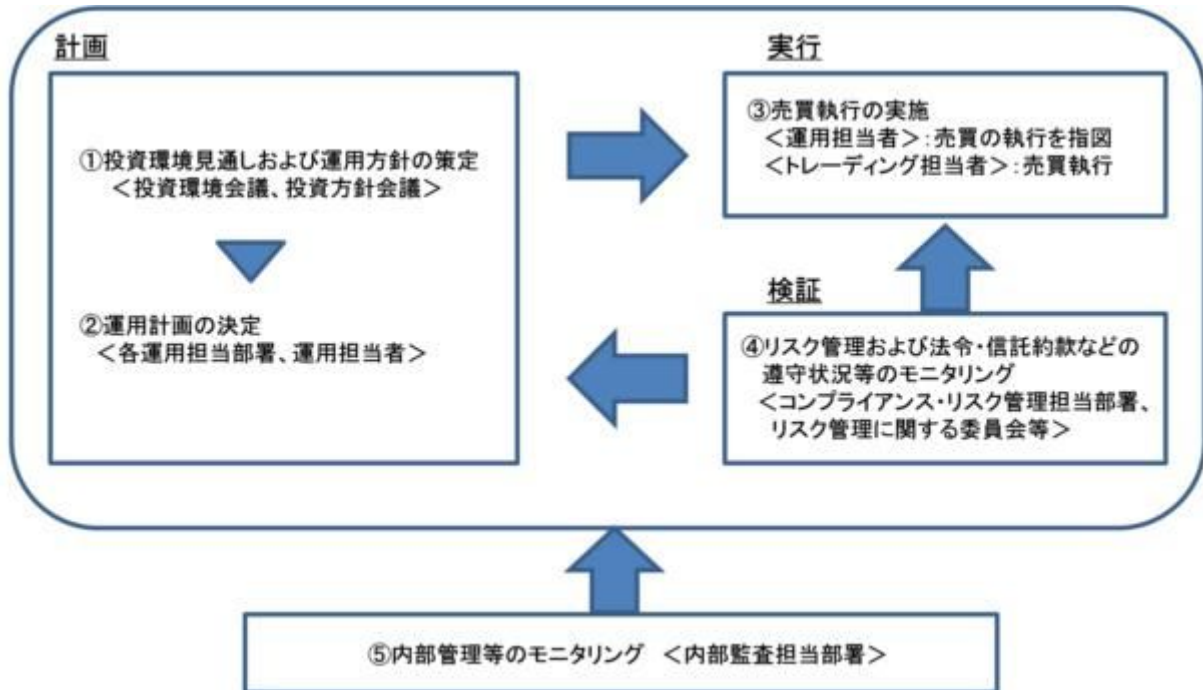 計画
①投資環境見通しおよび運用方針の策定
＜投資環境会議、投資方針会議＞
②運用計画の決定
＜各運用担当部署、運用担当者＞
実行
③売買執行の実施
＜運用担当者＞：売買の執行を指図
＜トレーディング担当者＞：売買執行
検証
④リスク管理および法令・信託約款などの
遵守状況等のモニタリング
＜コンプライアンス・リスク管理担当部署、
リスク管理に関する委員会等＞
⑤内部管理等のモニタリング　＜内部監査担当部署＞